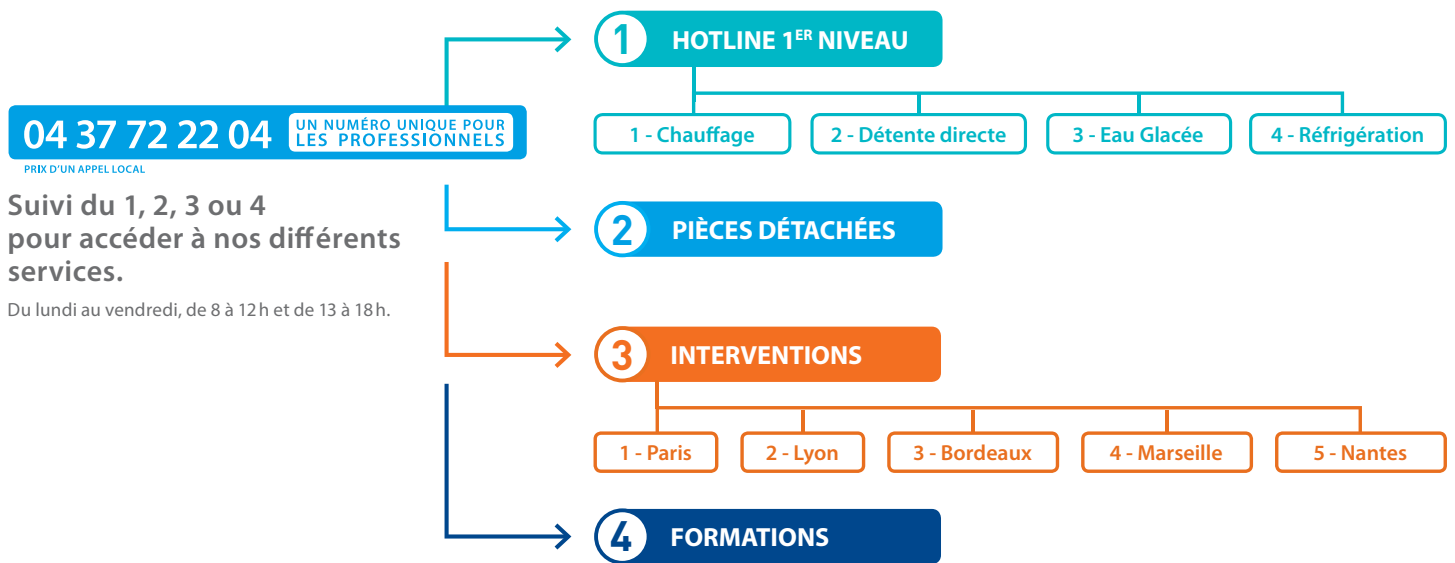 04 37 72 22 04
UN NUMÉRO UNIQUE POUR
LES PROFESSIONNELS
PRIX D'UN APPEL LOCAL
Suivi du 1, 2, 3 ou 4
pour accéder à nos différents
services.
Du lundi au vendredi, de 8 à 12 h et de 13 à 18 h.
1 HOTLINE 1ER NIVEAU
1 - Chauffage
2 - Détente directe
3 - Eau Glacée
4 - Réfrigération
2 PIÈCES DÉTACHÉES
3 INTERVENTIONS
1 - Paris
2 - Lyon
3 - Bordeaux
4 - Marseille
5 - Nantes
4 FORMATIONS